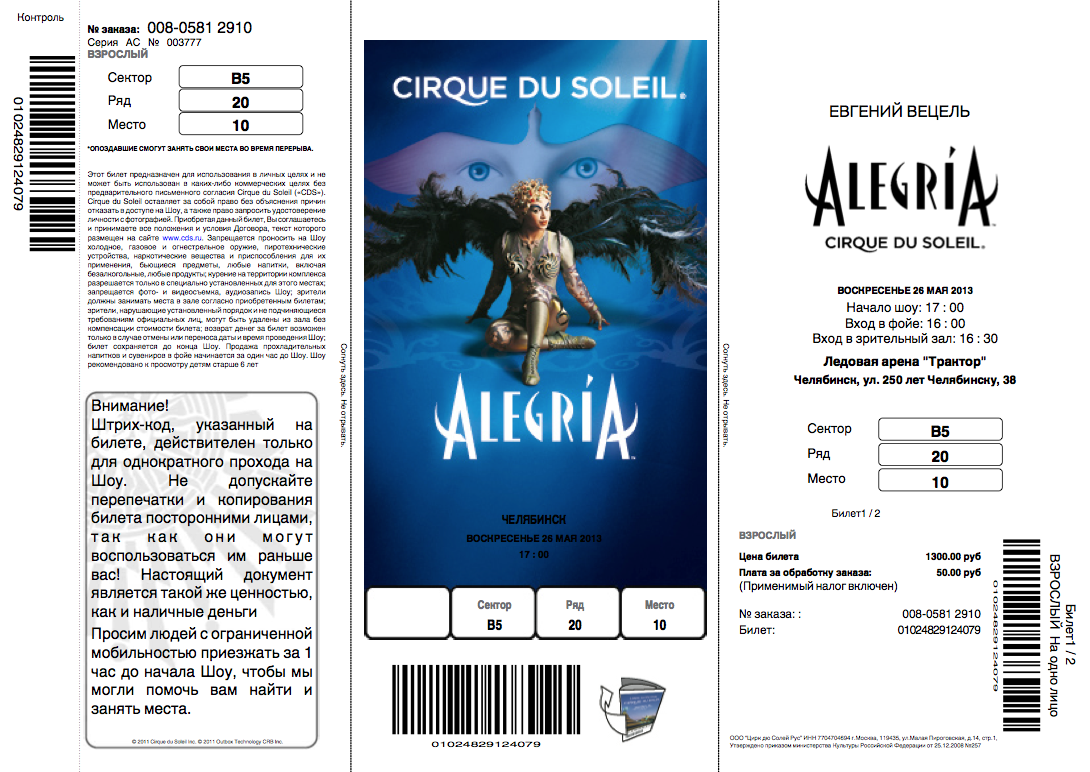 Контроль
01024829124079
№ заказа: 008-0581 2910
Серия АС № 003777
ВЗРОСЛЫЙ
Сектор B5
Ряд 20
Место 10
*ОПОЗДАВШИЕ СМОГУТ ЗАНЯТЬ СВОИ МЕСТА ВО ВРЕМЯ ПЕРЕРЫВА.
Этот билет предназначен для использования в личных целях и не
может быть использован в каких-либо коммерческих целях без
предварительного письменного согласия Cirque du Soleil («CDS»).
Cirque du Soleil оставляет за собой право без объяснения причин
отказать в доступе на Шоу, а также право запросить удостоверение
личности с фотографией. Приобретая данный билет, Вы соглашаетесь
и принимаете все положения и условия Договора, текст которого
размещен на сайте www.cds.ru. Запрещается проносить на Шоу
холодное, газовое и огнестрельное оружие, пиротехнические
устройства, наркотические вещества и приспособления для их
применения, бьющиеся предметы, любые напитки, включая
безалкогольные, любые продукты; курение на территории комплекса
разрешается только в специально установленных для этого местах;
запрещается фото- и видеосъемка, аудиозапись Шоу; зрители
должны занимать места в зале согласно приобретенным билетам;
зрители, нарушающие установленный порядок и не подчиняющиеся
требованиям официальных лиц, могут быть удалены из зала без
компенсации стоимости билета; возврат денег за билет возможен
только в случае отмены или переноса даты и время проведения Шоу;
билет сохраняется до конца Шоу. Продажа прохладительных
напитков и сувениров в фойе начинается за один час до Шоу. Шоу
рекомендовано к просмотру детям старше 6 лет
Внимание!
Штрих-код, указанный на
билете, действителен только
для однократного прохода на
Шоу. Не допускайте
перепечатки и копирования
билета посторонними лицами,
так как они могут
воспользоваться им раньше
вас! Настоящий документ
является такой же ценностью,
как и наличные деньги
Просим людей с ограниченной
мобильностью приезжать за 1
час до начала Шоу, чтобы мы
могли помочь вам найти и
занять места.
© 2011 Cirque du Soleil Inc. © 2011 Outbox Technology CRB Inc.
Согнуть здесь. Не отрывать.
CIRQUE DU SOLEIL®
ALEGRÍA™
ЧЕЛЯБИНСК
ВОСКРЕСЕНЬЕ 26 МАЯ 2013
17 : 00
Сектор Ряд Место
B5 20 10
01024829124079
Согнуть здесь. Не отрывать.
ЕВГЕНИЙ ВЕЦЕЛЬ
ALEGRÍA™
CIRQUE DU SOLEIL®
ВОСКРЕСЕНЬЕ 26 МАЯ 2013
Начало шоу: 17 : 00
Вход в фойе: 16 : 00
Вход в зрительный зал: 16 : 30
Ледовая арена "Трактор"
Челябинск, ул. 250 лет Челябинску, 38
Сектор B5
Ряд 20
Место 10
Билет1 / 2
ВЗРОСЛЫЙ
Цена билета 1300.00 руб
Плата за обработку заказа: 50.00 руб
(Применимый налог включен)
№ заказа: : 008-0581 2910
Билет: 01024829124079
01024829124079
ВЗРОСЛЫЙ На одно лицо
Билет1 / 2
ООО "Цирк дю Солей Рус" ИНН 7704704694 г.Москва, 119435, ул.Малая Пироговская, д.14, стр.1,
Утверждено приказом министерства Культуры Российской Федерации от 25.12.2008 №257